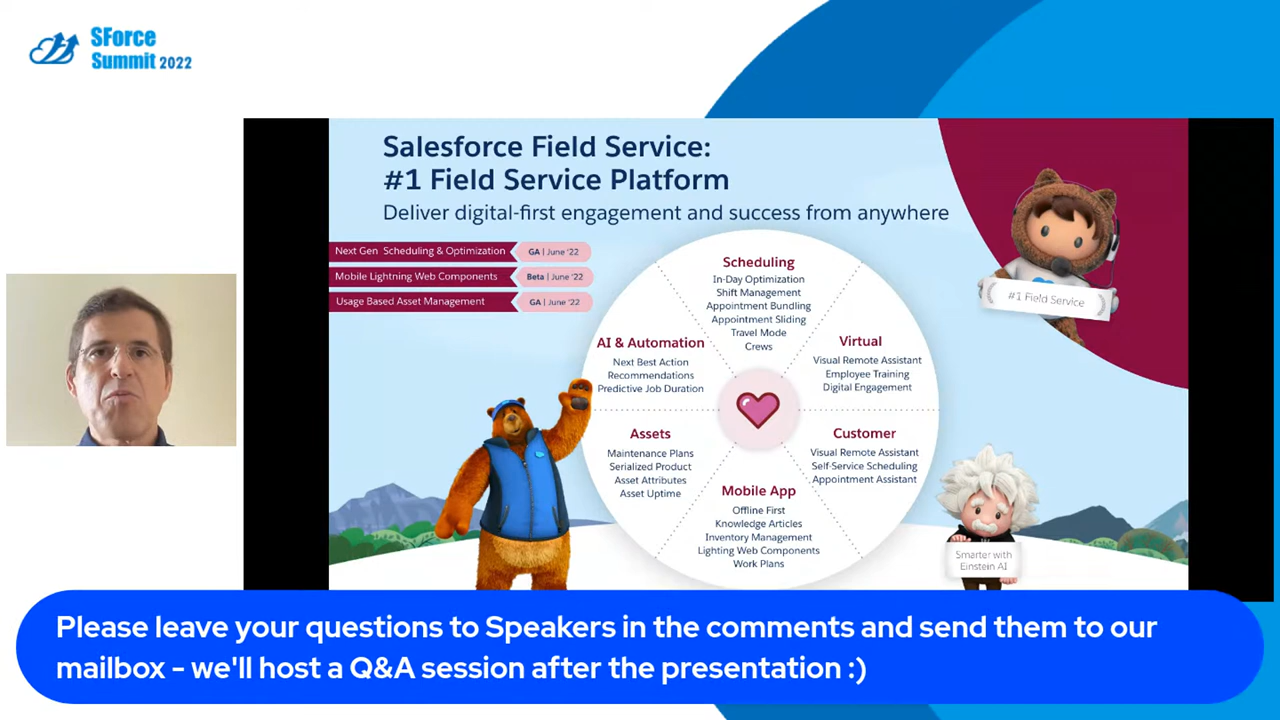 SForce
Summit 2022
Salesforce Field Service:
#1 Field Service Platform
Deliver digital-first engagement and success from anywhere
Next Gen Scheduling & Optimization
GA | June '22
Mobile Lightning Web Components
Beta | June '22
Usage Based Asset Management
GA | June '22
#1 Field Service
Scheduling
In-Day Optimization
Shift Management
Appointment Bundling
Appointment Sliding
Travel Mode
Crews
AI & Automation
Next Best Action
Recommendations
Predictive Job Duration
Virtual
Visual Remote Assistant
Employee Training
Digital Engagement
Assets
Maintenance Plans
Serialized Product
Asset Attributes
Asset Uptime
Customer
Visual Remote Assistant
Self-Service Scheduling
Appointment Assistant
Mobile App
Offline First
Knowledge Articles
Inventory Management
Lighting Web Components
Work Plans
Smarter with
Einstein AI
Please leave your questions to Speakers in the comments and send them to our
mailbox - we'll host a Q&A session after the presentation :)